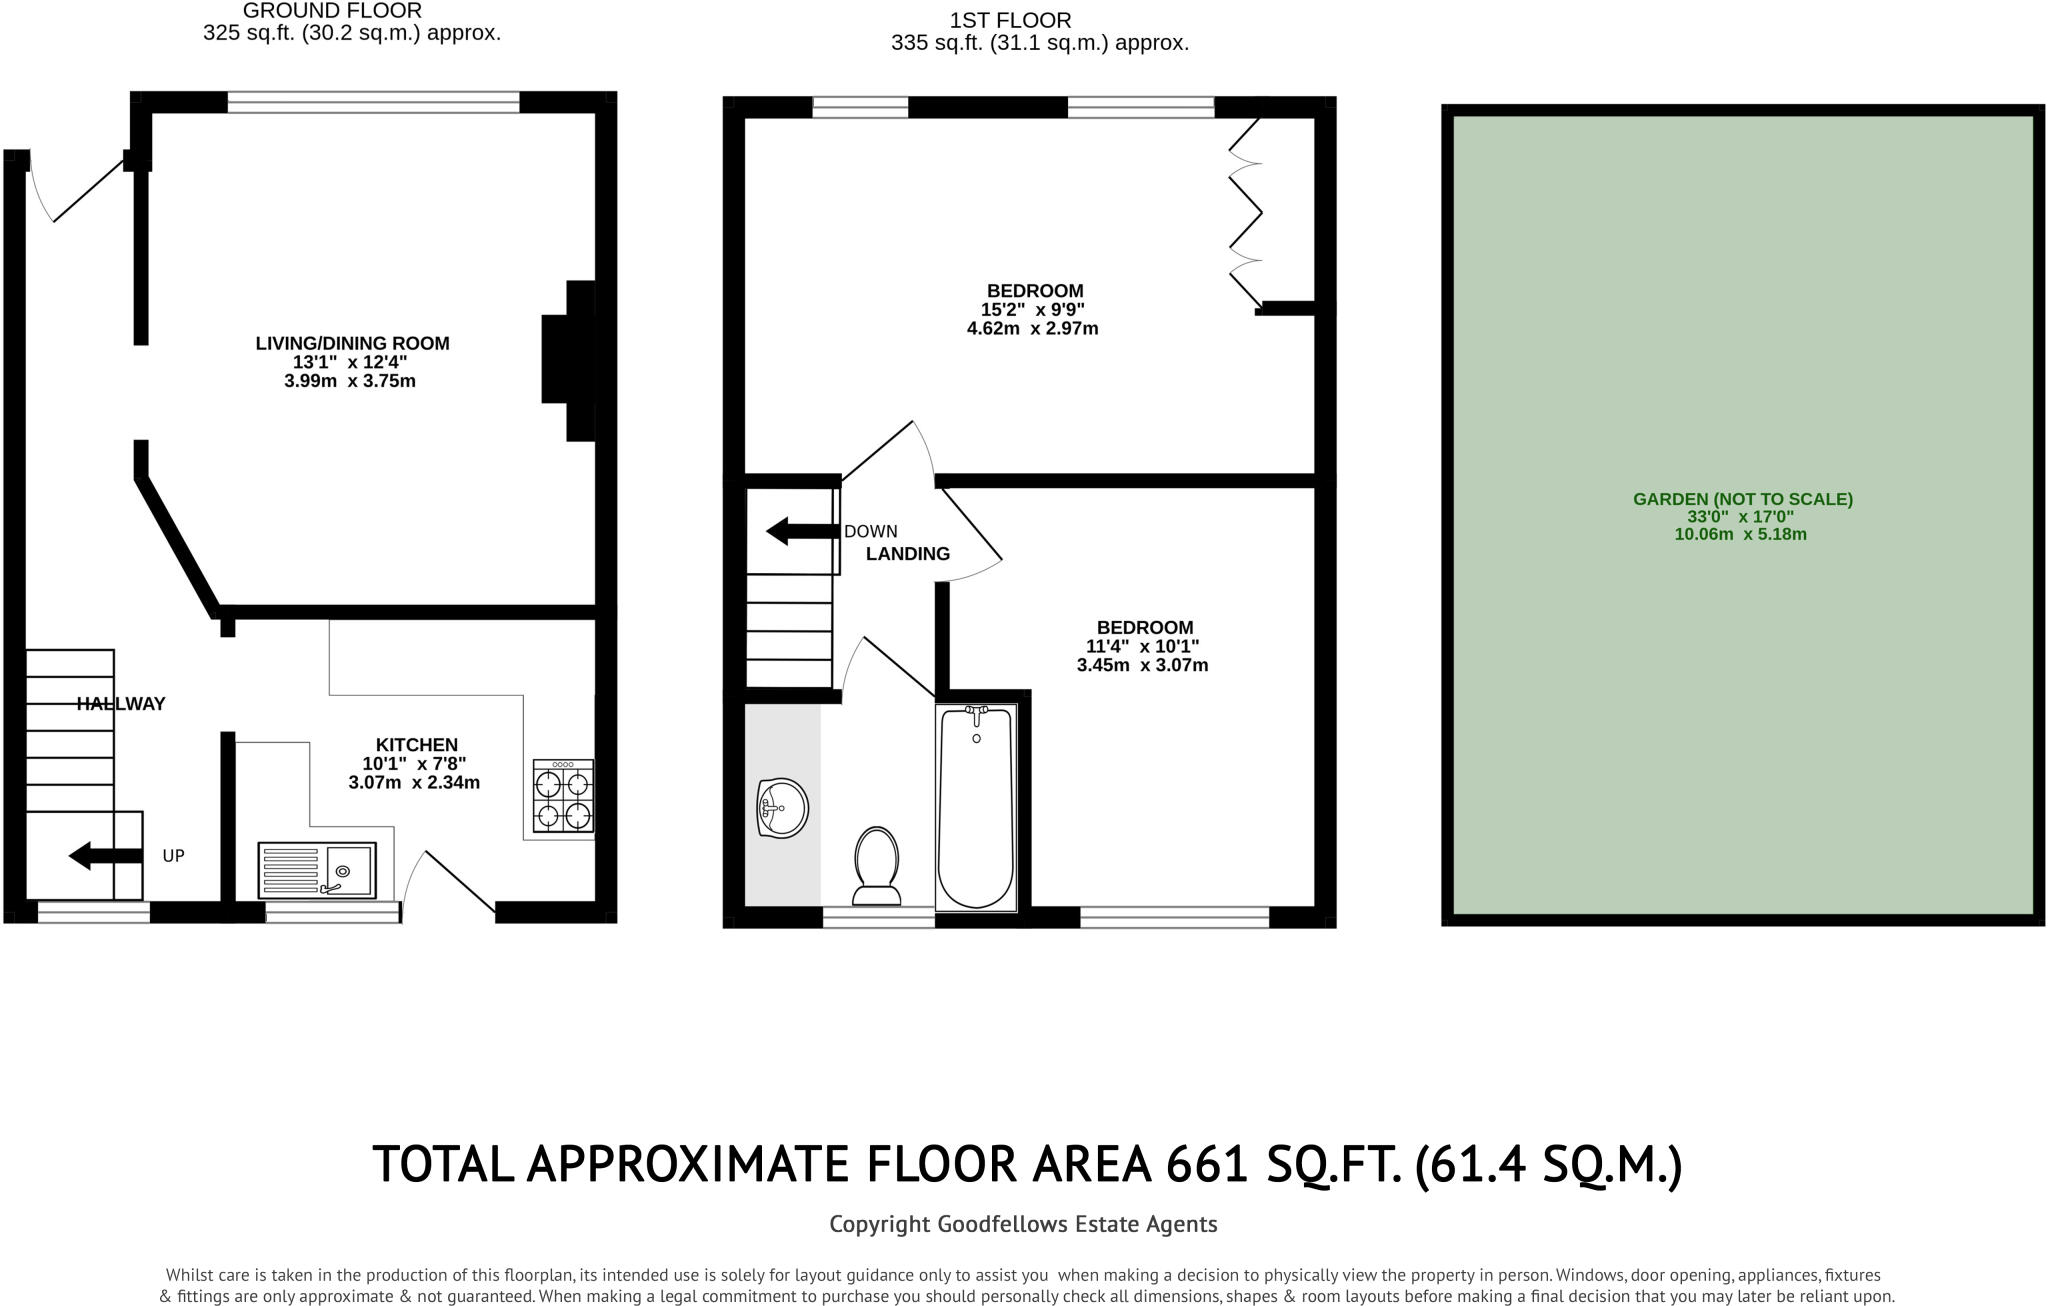 GROUND FLOOR
325 sq.ft. (30.2 sq.m.) approx.
1ST FLOOR
335 sq.ft. (31.1 sq.m.) approx.
LIVING/DINING ROOM
13'1" x 12'4"
3.99m x 3.75m
HALLWAY
UP
KITCHEN
10'1" x 7'8"
3.07m x 2.34m
BEDROOM
15'2" x 9'9"
4.62m x 2.97m
DOWN
LANDING
BEDROOM
11'4" x 10'1"
3.45m x 3.07m
GARDEN (NOT TO SCALE)
33'0" x 17'0"
10.06m x 5.18m
TOTAL APPROXIMATE FLOOR AREA 661 SQ.FT. (61.4 SQ.M.)
Copyright Goodfellows Estate Agents
Whilst care is taken in the production of this floorplan, its intended use is solely for layout guidance only to assist you when making a decision to physically view the property in person. Windows, door opening, appliances, fixtures
& fittings are only approximate & not guaranteed. When making a legal commitment to purchase you should personally check all dimensions, shapes & room layouts before making a final decision that you may later be reliant upon.